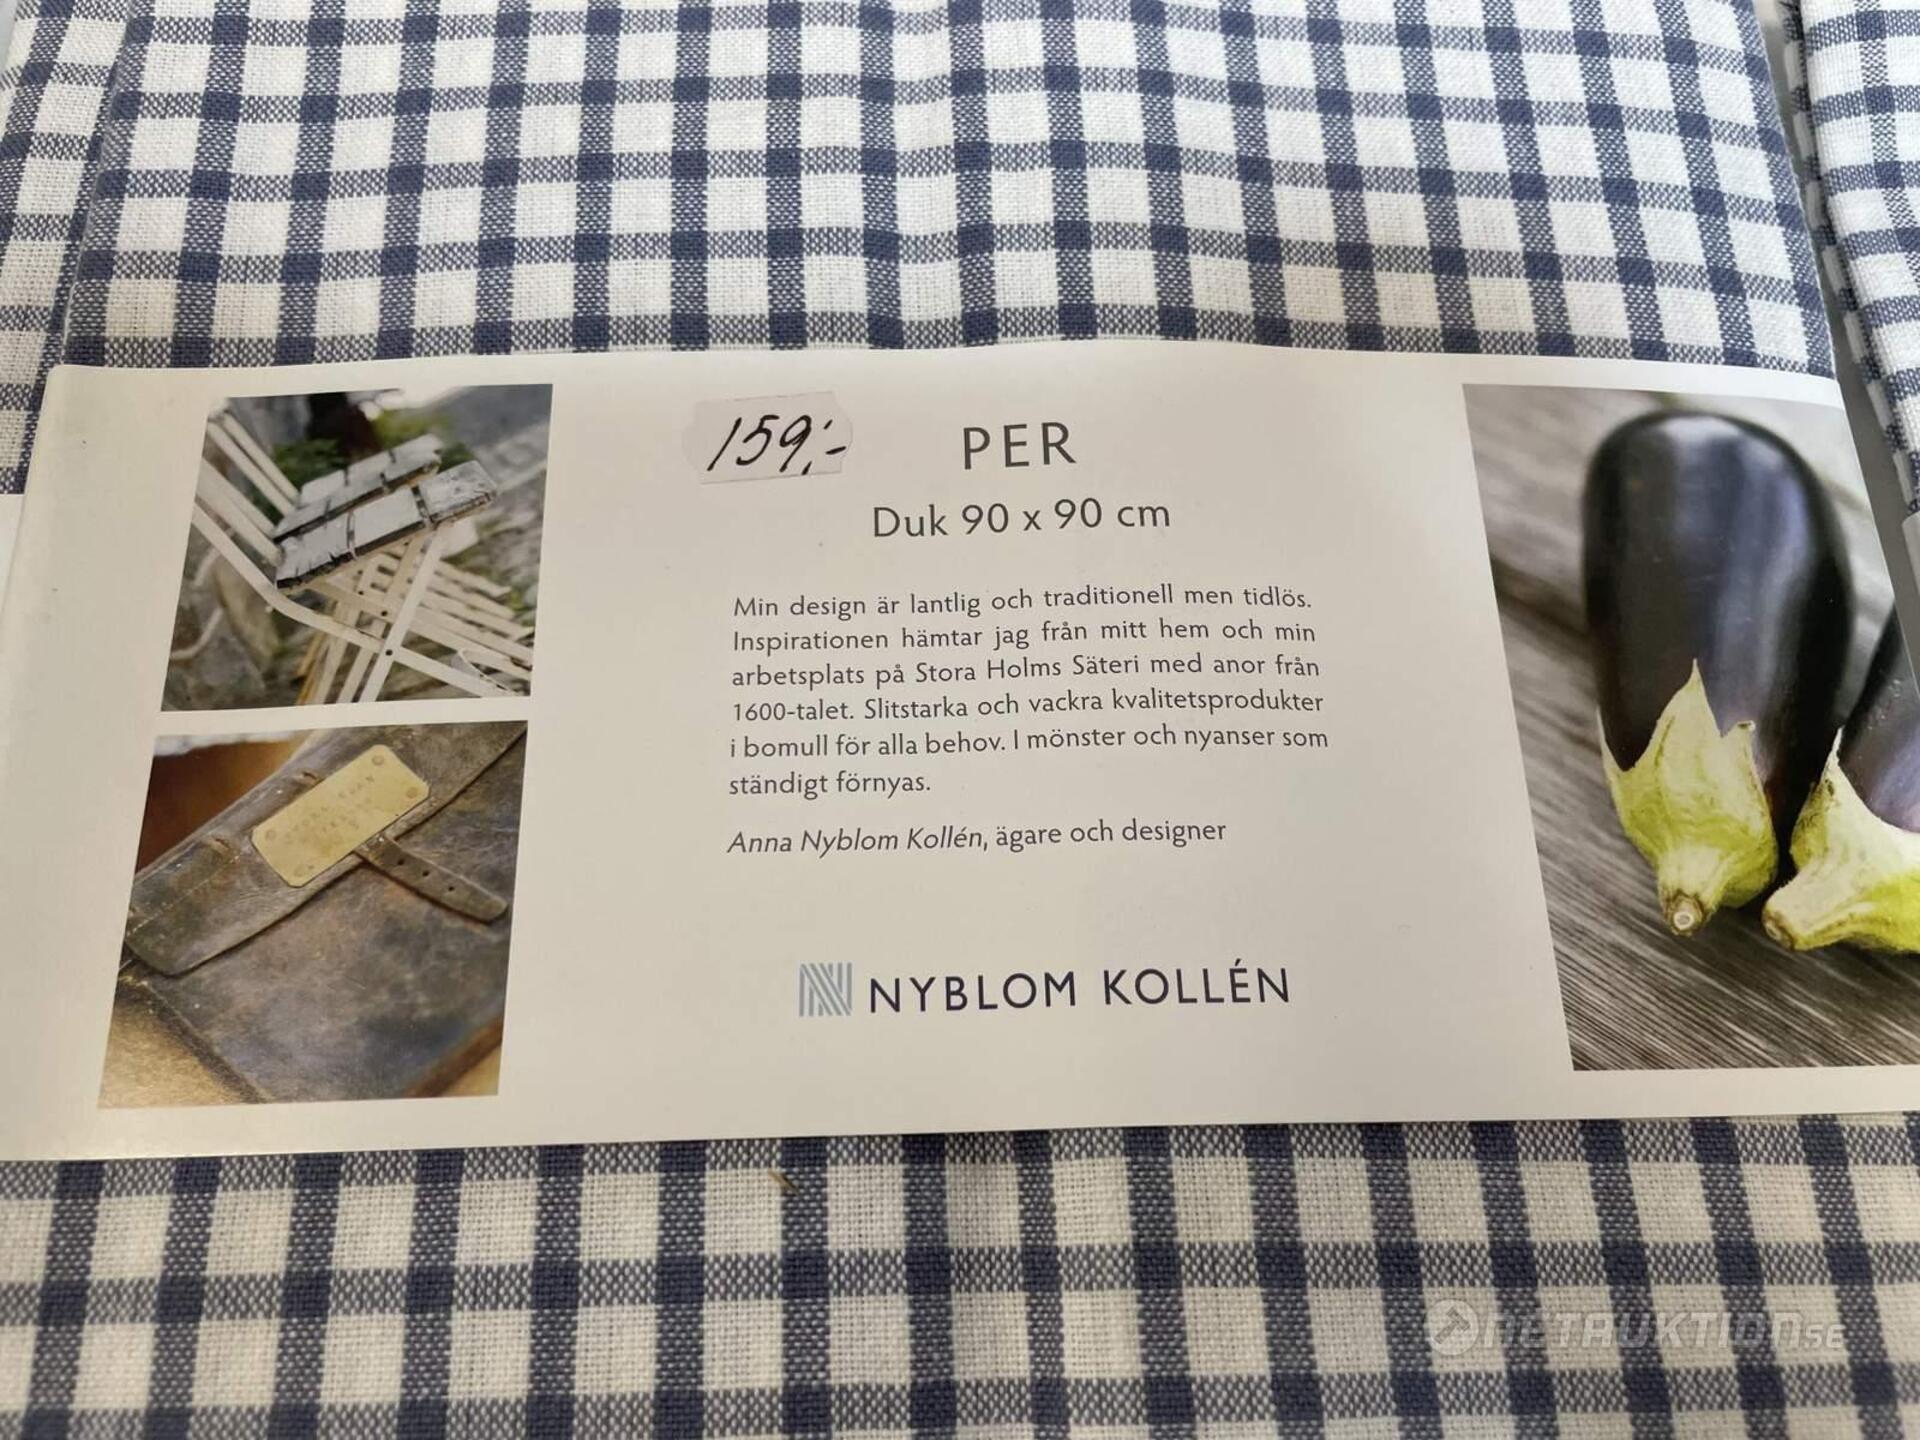 159:-
PER
Duk 90 x 90 cm
Min design är lantlig och traditionell men tidlös.
Inspirationen hämtar jag från mitt hem och min
arbetsplats på Stora Holms Säteri med anor från
1600-talet. Slitstarka och vackra kvalitetsprodukter
i bomull för alla behov. I mönster och nyanser som
ständigt förnyas.
Anna Nyblom Kollén, ägare och designer
NYBLOM KOLLÉN
NETAUKTION.SE